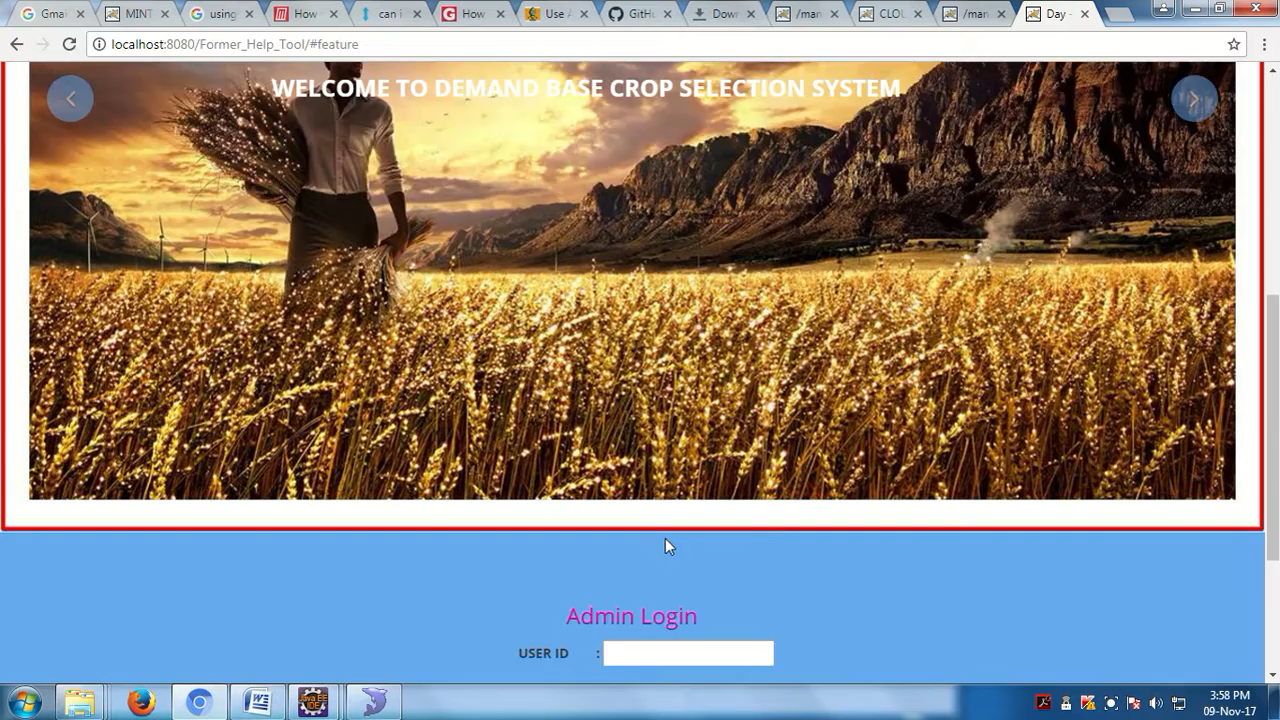 Gmai
MINT
using
How
can i
How
Use A
GitH
Down
/man
CLOU
/man
Day -
localhost:8080/Former_Help_Tool/#feature
WELCOME TO DEMAND BASE CROP SELECTION SYSTEM
Admin Login
USER ID :
3:58 PM
09-Nov-17